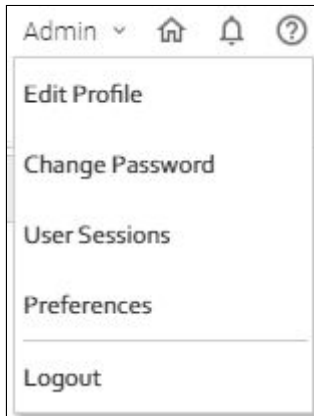 Admin
Edit Profile
Change Password
User Sessions
Preferences
Logout